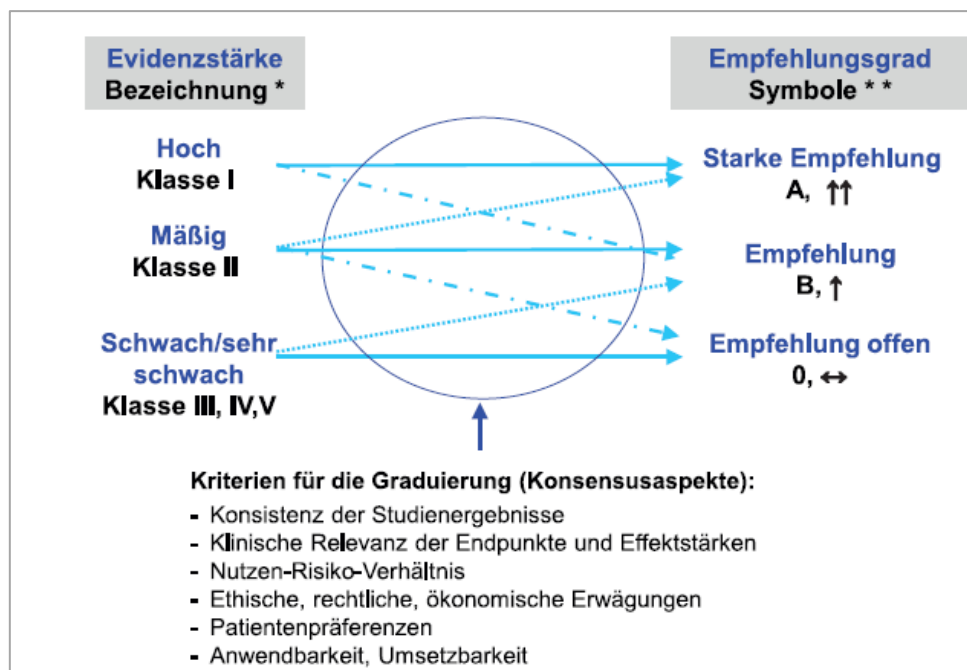 Evidenzstärke
Bezeichnung *
Empfehlungsgrad
Symbole * *
Hoch
Klasse I
Starke Empfehlung
A, ↑↑
Mäßig
Klasse II
Empfehlung
B, ↑
Schwach/sehr
schwach
Klasse III, IV,V
Empfehlung offen
0, ↔
Kriterien für die Graduierung (Konsensusaspekte):
- Konsistenz der Studienergebnisse
- Klinische Relevanz der Endpunkte und Effektstärken
- Nutzen-Risiko-Verhältnis
- Ethische, rechtliche, ökonomische Erwägungen
- Patientenpräferenzen
- Anwendbarkeit, Umsetzbarkeit